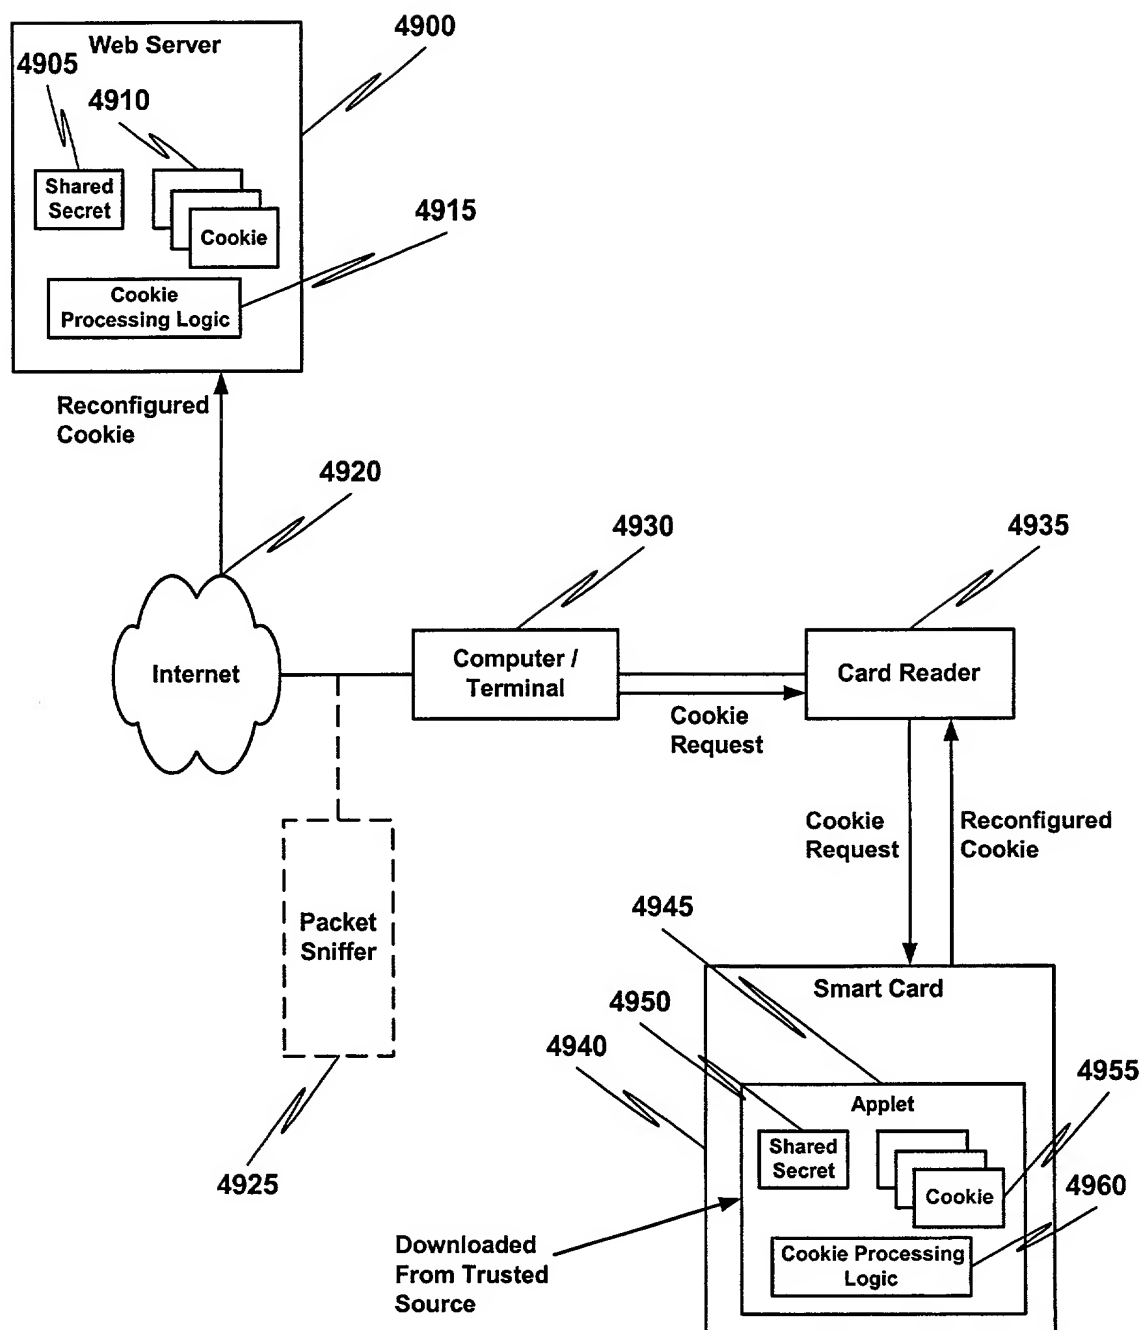 4900
Web Server
4905
4910
Shared
Secret
Cookie
4915
Cookie
Processing Logic
Reconfigured
Cookie
4920
4930
4935
Internet
Computer /
Terminal
Card Reader
Cookie
Request
Cookie
Request
Reconfigured
Cookie
Packet
Sniffer
4925
4945
Smart Card
4950
4940
4955
Applet
Shared
Secret
Cookie
4960
Cookie Processing
Logic
Downloaded
From Trusted
Source